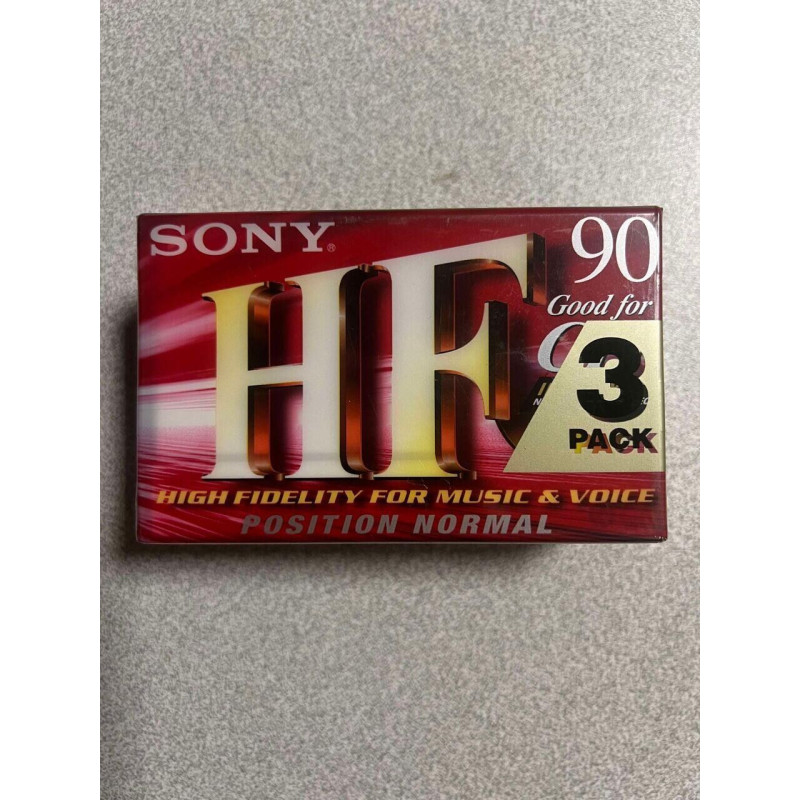 SONY®
HF
90
Good for
3
PACK
HIGH FIDELITY FOR MUSIC & VOICE
POSITION NORMAL